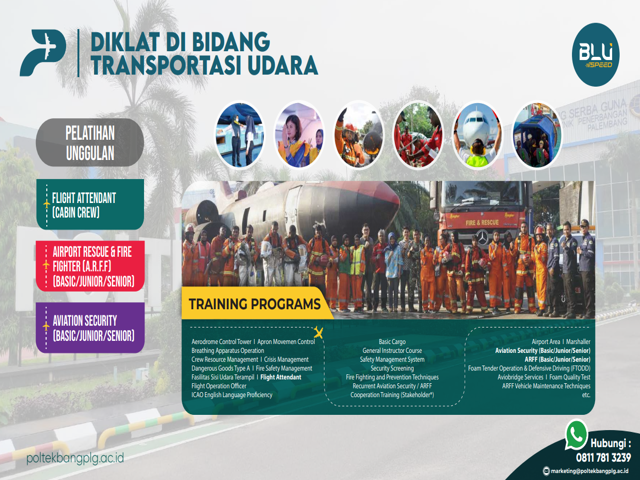 DIKLAT DI BIDANG
TRANSPORTASI UDARA
BLU
SPEED
G SERBA GUNA
PENERBANGAN
PALEMBANG
PELATIHAN
UNGGULAN
FLIGHT ATTENDANT
(CABIN CREW)
AIRPORT RESCUE & FIRE
FIGHTER (A.R.F.F)
(BASIC/JUNIOR/SENIOR)
AVIATION SECURITY
(BASIC/JUNIOR/SENIOR)
FIRE & RESCUE
TRAINING PROGRAMS
Aerodrome Control Tower I Apron Movemen Control
Breathing Apparatus Operation
Crew Resource Management I Crisis Management
Dangerous Goods Type A I Fire Safety Management
Fasilitas Sisi Udara Terampil I Flight Attendant
Flight Operation Officer
ICAO English Language Proficiency
Basic Cargo
General Instructor Course
Safety Management System
Security Screening
Fire Fighting and Prevention Techniques
Recurrent Aviation Security / ARFF
Cooperation Training (Stakeholder*)
Airport Area I Marshaller
Aviation Security (Basic/Junior/Senior)
ARFF (Basic/Junior/Senior)
Foam Tender Operation & Defensive Driving (FTODD)
Aviobridge Services I Foam Quality Test
ARFF Vehicle Maintenance Techniques
etc.
poltekbangplg.ac.id
Hubungi :
0811 781 3239
marketing@poltekbangplg.ac.id